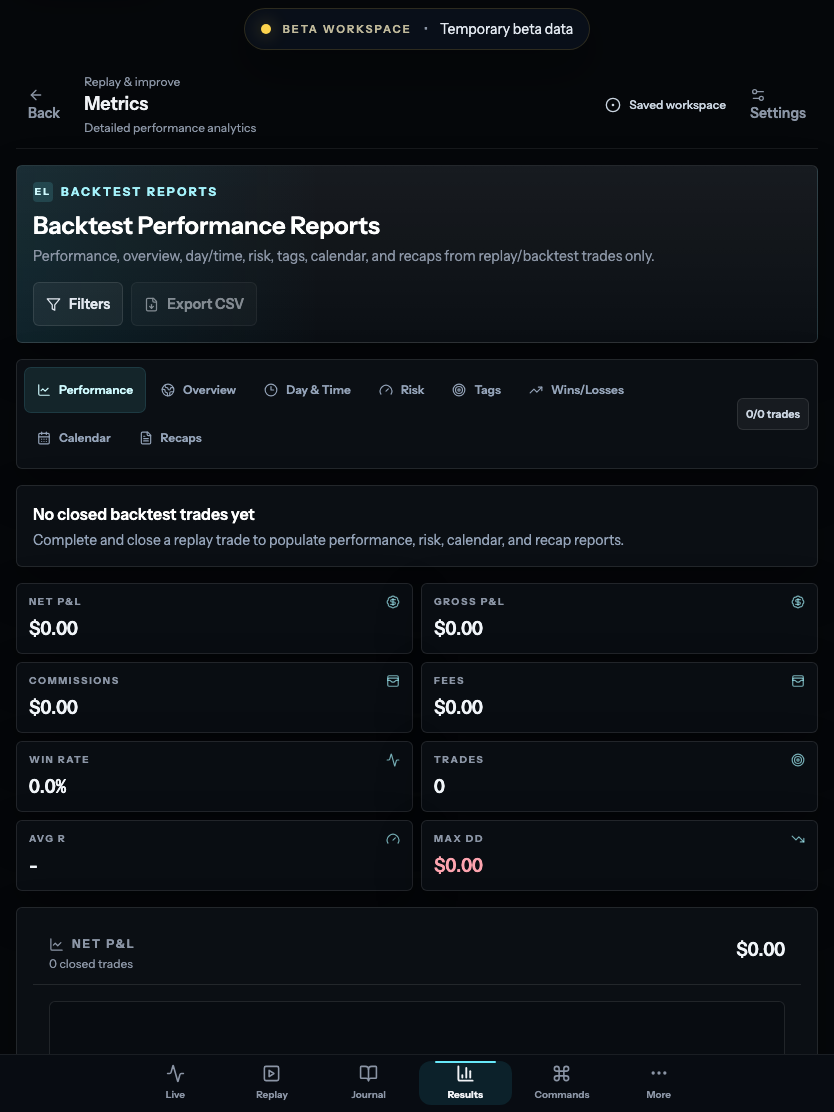 BETA WORKSPACE · Temporary beta data
Replay & improve
Back
Metrics
Detailed performance analytics
Saved workspace
Settings
EL BACKTEST REPORTS
Backtest Performance Reports
Performance, overview, day/time, risk, tags, calendar, and recaps from replay/backtest trades only.
Filters
Export CSV
Performance
Overview
Day & Time
Risk
Tags
Wins/Losses
Calendar
Recaps
0/0 trades
No closed backtest trades yet
Complete and close a replay trade to populate performance, risk, calendar, and recap reports.
NET P&L
$0.00
GROSS P&L
$0.00
COMMISSIONS
$0.00
FEES
$0.00
WIN RATE
0.0%
TRADES
0
AVG R
-
MAX DD
$0.00
NET P&L
0 closed trades
$0.00
Live
Replay
Journal
Results
Commands
More